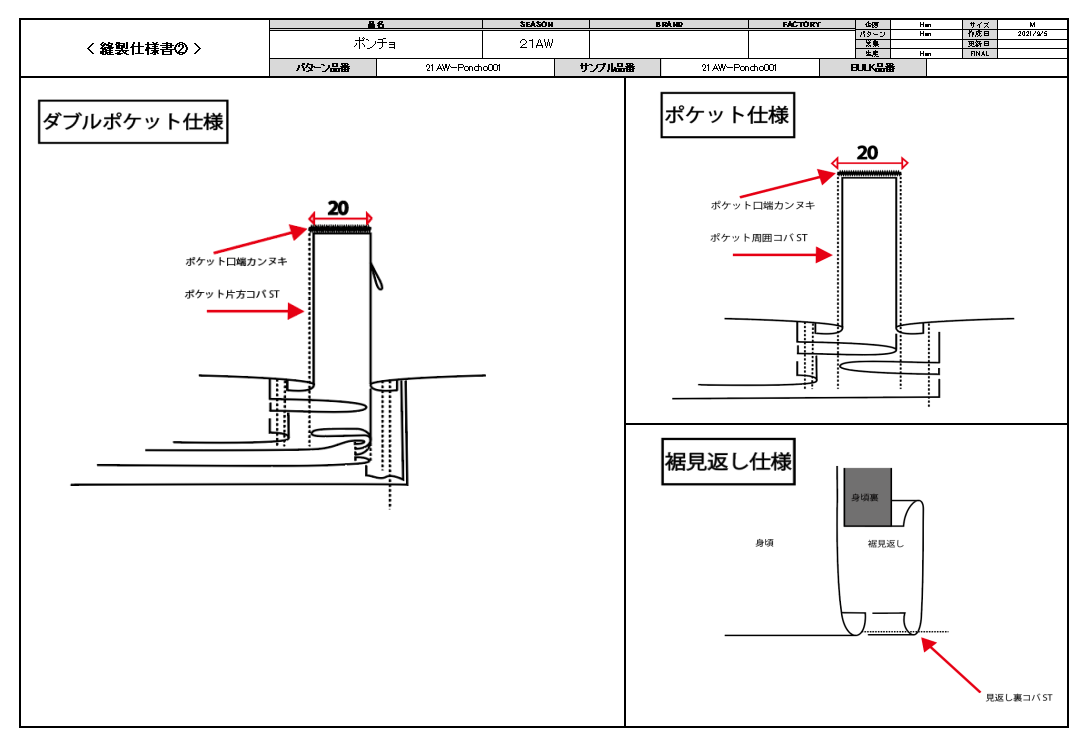 < 縫製仕様書② >
品名 SEASON BRAND FACTORY
ポンチョ 21AW
企画 Han サイズ M
パターン Han 作成日 2021/9/5
営業 更新日
生産 Han FINAL
パターン品番 21AW-Poncho001 サンプル品番 21AW-Poncho001 BULK品番
ダブルポケット仕様
20
ポケット口端カンヌキ
ポケット片方コバST
ポケット仕様
20
ポケット口端カンヌキ
ポケット周囲コバST
裾見返し仕様
身頃裏
身頃
裾見返し
見返し裏コバST